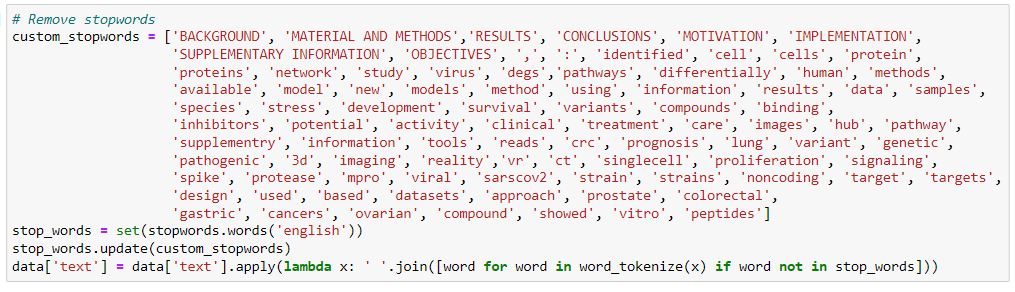 # Remove stopwords
custom_stopwords = ['BACKGROUND', 'MATERIAL AND METHODS','RESULTS', 'CONCLUSIONS', 'MOTIVATION', 'IMPLEMENTATION',
'SUPPLEMENTARY INFORMATION', 'OBJECTIVES', ',', ':', 'identified', 'cell', 'cells', 'protein',
'proteins', 'network', 'study', 'virus', 'degs','pathways', 'differentially', 'human', 'methods',
'available', 'model', 'new', 'models', 'method', 'using', 'information', 'results', 'data', 'samples',
'species', 'stress', 'development', 'survival', 'variants', 'compounds', 'binding',
'inhibitors', 'potential', 'activity', 'clinical', 'treatment', 'care', 'images', 'hub', 'pathway',
'supplementry', 'information', 'tools', 'reads', 'crc', 'prognosis', 'lung', 'variant', 'genetic',
'pathogenic', '3d', 'imaging', 'reality','vr', 'ct', 'singlecell', 'proliferation', 'signaling',
'spike', 'protease', 'mpro', 'viral', 'sarscov2', 'strain', 'strains', 'noncoding', 'target', 'targets',
'design', 'used', 'based', 'datasets', 'approach', 'prostate', 'colorectal',
'gastric', 'cancers', 'ovarian', 'compound', 'showed', 'vitro', 'peptides']
stop_words = set(stopwords.words('english'))
stop_words.update(custom_stopwords)
data['text'] = data['text'].apply(lambda x: ' '.join([word for word in word_tokenize(x) if word not in stop_words]))